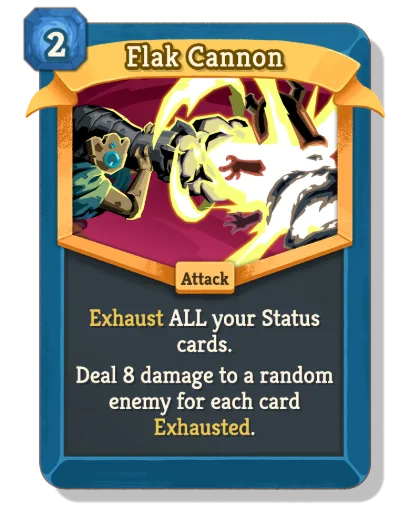 2
Flak Cannon
Attack
Exhaust ALL your Status
cards.
Deal 8 damage to a random
enemy for each card
Exhausted.